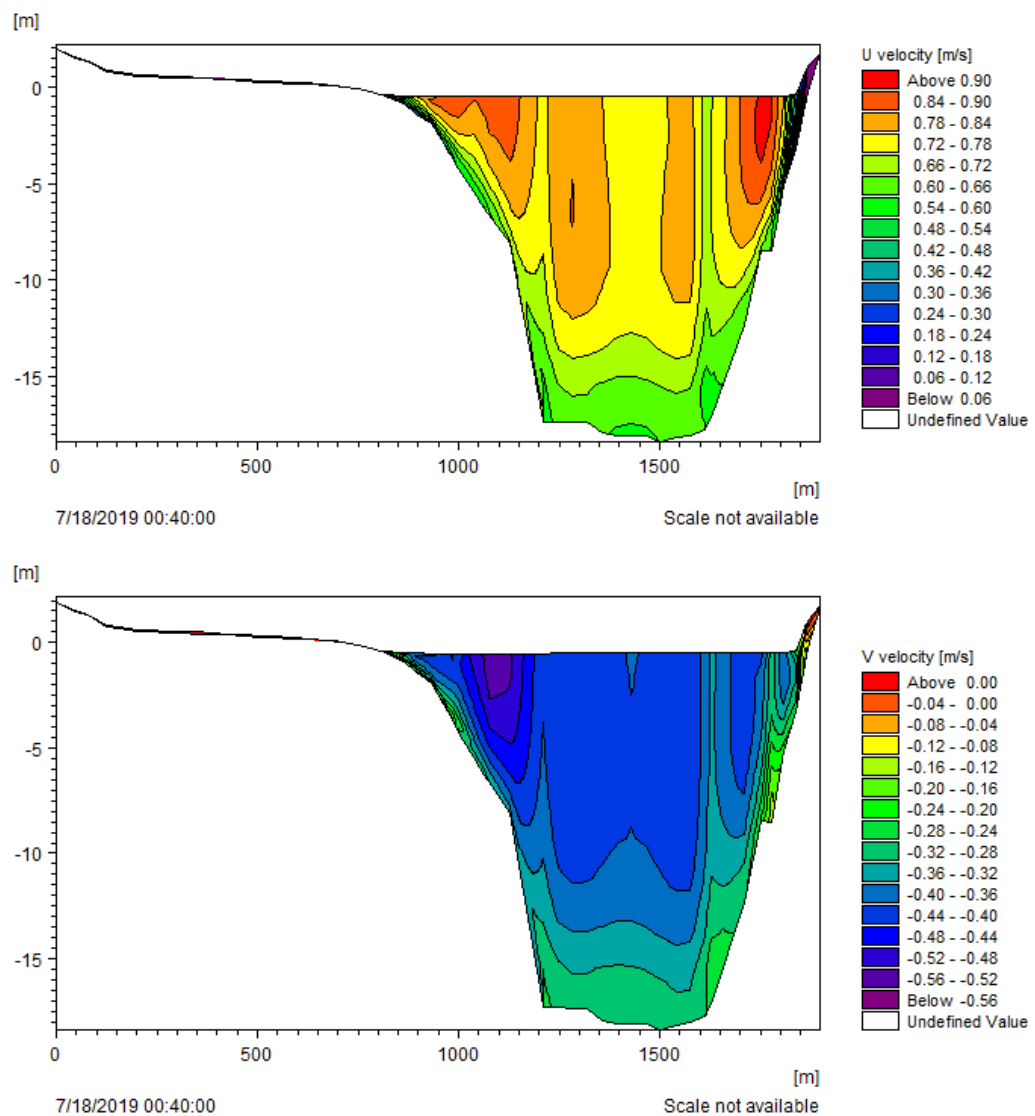 [m]
0
-5
-10
-15
0 500 1000 1500
[m]
7/18/2019 00:40:00 Scale not available
U velocity [m/s]
Above 0.90
0.84 - 0.90
0.78 - 0.84
0.72 - 0.78
0.66 - 0.72
0.60 - 0.66
0.54 - 0.60
0.48 - 0.54
0.42 - 0.48
0.36 - 0.42
0.30 - 0.36
0.24 - 0.30
0.18 - 0.24
0.12 - 0.18
0.06 - 0.12
Below 0.06
Undefined Value
[m]
0
-5
-10
-15
0 500 1000 1500
[m]
7/18/2019 00:40:00 Scale not available
V velocity [m/s]
Above 0.00
-0.04 - 0.00
-0.08 - -0.04
-0.12 - -0.08
-0.16 - -0.12
-0.20 - -0.16
-0.24 - -0.20
-0.28 - -0.24
-0.32 - -0.28
-0.36 - -0.32
-0.40 - -0.36
-0.44 - -0.40
-0.48 - -0.44
-0.52 - -0.48
-0.56 - -0.52
Below -0.56
Undefined Value